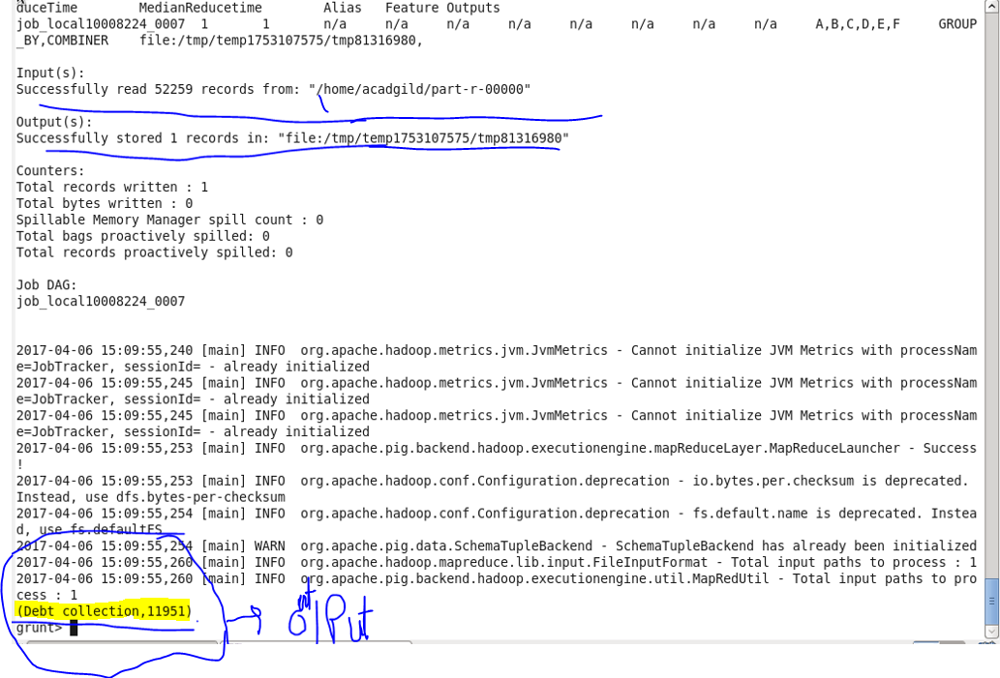 duceTime        MedianReducetime        Alias   Feature Outputs
job_local10008224_0007  1       1       n/a     n/a     n/a     n/a     n/a     n/a     A,B,C,D,E,F     GROUP
_BY,COMBINER    file:/tmp/temp1753107575/tmp81316980,
Input(s):
Successfully read 52259 records from: "/home/acadgild/part-r-00000"
Output(s):
Successfully stored 1 records in: "file:/tmp/temp1753107575/tmp81316980"
Counters:
Total records written : 1
Total bytes written : 0
Spillable Memory Manager spill count : 0
Total bags proactively spilled: 0
Total records proactively spilled: 0
Job DAG:
job_local10008224_0007
2017-04-06 15:09:55,240 [main] INFO  org.apache.hadoop.metrics.jvm.JvmMetrics - Cannot initialize JVM Metrics with processNam
e=JobTracker, sessionId= - already initialized
2017-04-06 15:09:55,245 [main] INFO  org.apache.hadoop.metrics.jvm.JvmMetrics - Cannot initialize JVM Metrics with processNam
e=JobTracker, sessionId= - already initialized
2017-04-06 15:09:55,245 [main] INFO  org.apache.hadoop.metrics.jvm.JvmMetrics - Cannot initialize JVM Metrics with processNam
e=JobTracker, sessionId= - already initialized
2017-04-06 15:09:55,253 [main] INFO  org.apache.pig.backend.hadoop.executionengine.mapReduceLayer.MapReduceLauncher - Success
!
2017-04-06 15:09:55,253 [main] INFO  org.apache.hadoop.conf.Configuration.deprecation - io.bytes.per.checksum is deprecated.
Instead, use dfs.bytes-per-checksum
2017-04-06 15:09:55,254 [main] INFO  org.apache.hadoop.conf.Configuration.deprecation - fs.default.name is deprecated. Instea
d, use fs.defaultFS
2017-04-06 15:09:55,254 [main] WARN  org.apache.pig.data.SchemaTupleBackend - SchemaTupleBackend has already been initialized
2017-04-06 15:09:55,260 [main] INFO  org.apache.hadoop.mapreduce.lib.input.FileInputFormat - Total input paths to process : 1
2017-04-06 15:09:55,260 [main] INFO  org.apache.pig.backend.hadoop.executionengine.util.MapRedUtil - Total input paths to pro
cess : 1
(Debt collection,11951)
grunt>